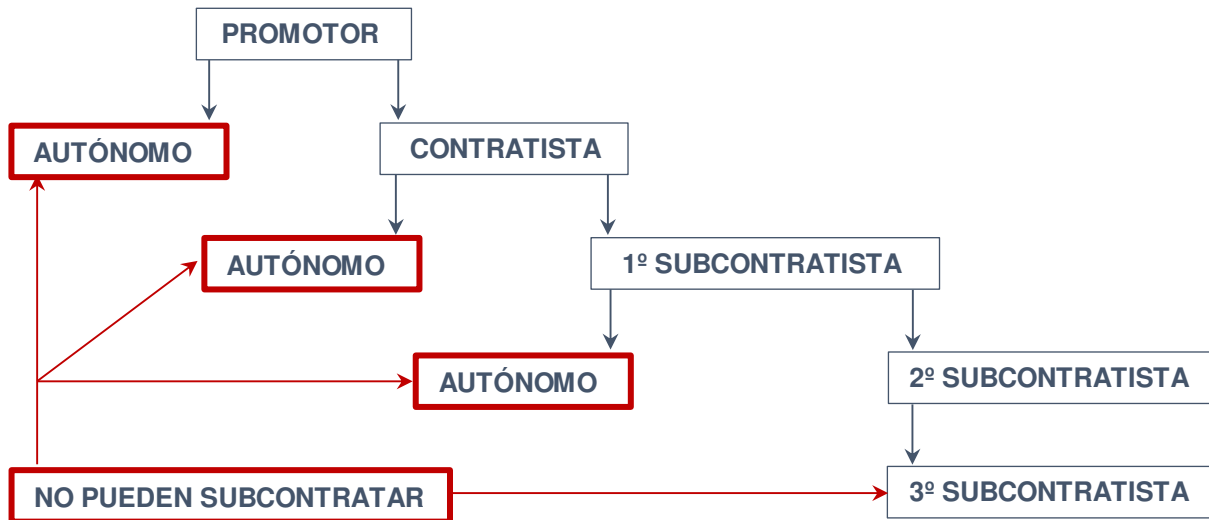 PROMOTOR
AUTÓNOMO
CONTRATISTA
AUTÓNOMO
1º SUBCONTRATISTA
AUTÓNOMO
2º SUBCONTRATISTA
NO PUEDEN SUBCONTRATAR
3º SUBCONTRATISTA